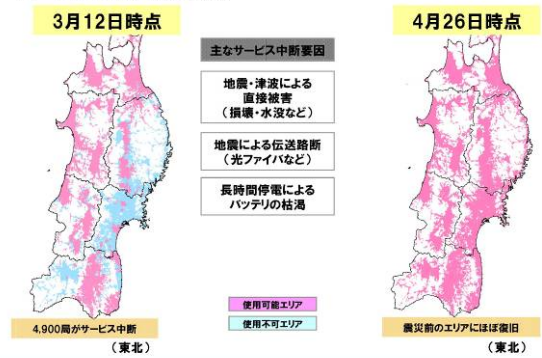 3月12日時点
4月26日時点
主なサービス中断要因
地震・津波による
直接被害
（損壊・水没など）
地震による伝送路断
（光ファイバなど）
長時間停電による
バッテリの枯渇
使用可能エリア
使用不可エリア
4,900局がサービス中断
（東北）
震災前のエリアにほぼ復旧
（東北）